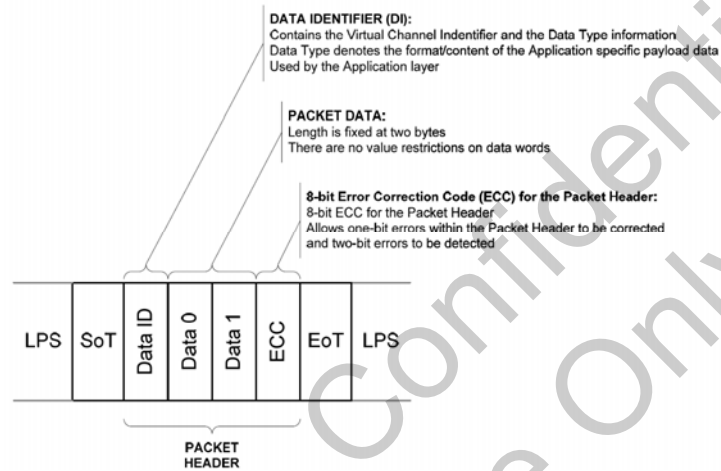 DATA IDENTIFIER (DI):
Contains the Virtual Channel Indentifier and the Data Type information
Data Type denotes the format/content of the Application specific payload data
Used by the Application layer
PACKET DATA:
Length is fixed at two bytes
There are no value restrictions on data words
8-bit Error Correction Code (ECC) for the Packet Header:
8-bit ECC for the Packet Header
Allows one-bit errors within the Packet Header to be corrected
and two-bit errors to be detected
LPS SoT Data ID Data 0 Data 1 ECC EoT LPS
PACKET
HEADER